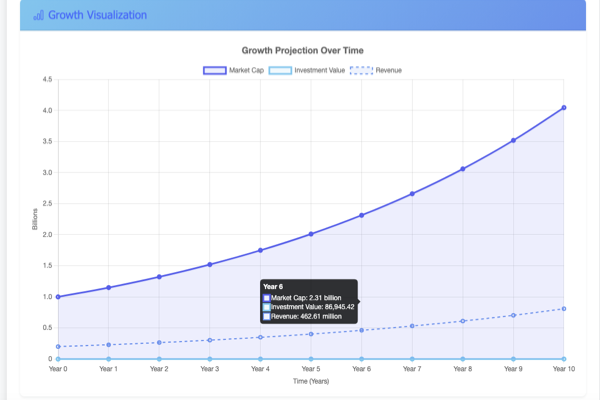 Growth Visualization
Growth Projection Over Time
Market Cap Investment Value Revenue
4.5
4.0
3.5
3.0
2.5
2.0
1.5
1.0
0.5
0
Billions
Year 6
Market Cap: 2.31 billion
Investment Value: 86,945.42
Revenue: 462.61 million
Year 0 Year 1 Year 2 Year 3 Year 4 Year 5 Year 6 Year 7 Year 8 Year 9 Year 10
Time (Years)